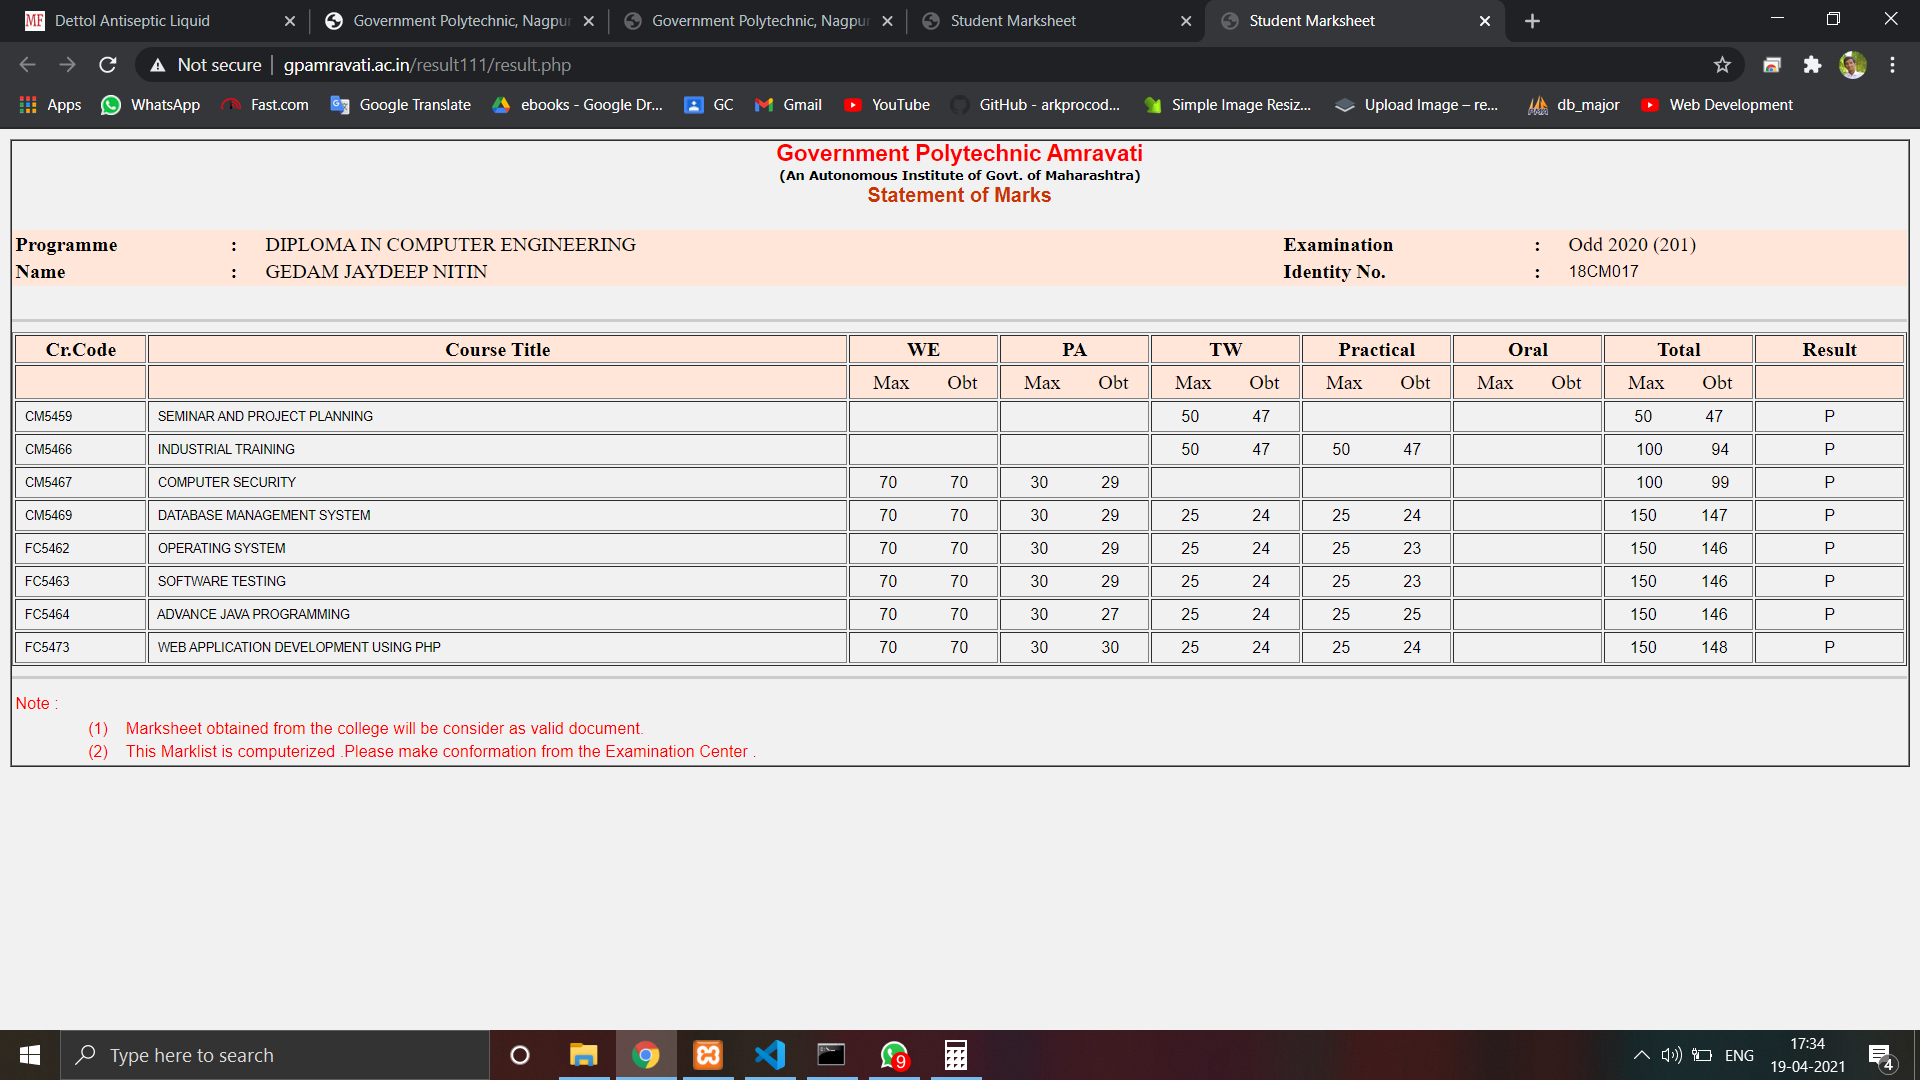 Dettol Antiseptic Liquid
Government Polytechnic, Nagpur
Government Polytechnic, Nagpur
Student Marksheet
Student Marksheet
Not secure | gpamravati.ac.in/result111/result.php
Apps WhatsApp Fast.com Google Translate ebooks - Google Dr... GC Gmail YouTube GitHub - arkprocod... Simple Image Resiz... Upload Image – re... db_major Web Development
Government Polytechnic Amravati
(An Autonomous Institute of Govt. of Maharashtra)
Statement of Marks
Programme : DIPLOMA IN COMPUTER ENGINEERING Examination : Odd 2020 (201)
Name : GEDAM JAYDEEP NITIN Identity No. : 18CM017
Cr.Code Course Title WE PA TW Practical Oral Total Result
Max Obt Max Obt Max Obt Max Obt Max Obt Max Obt
CM5459 SEMINAR AND PROJECT PLANNING 50 47 50 47 P
CM5466 INDUSTRIAL TRAINING 50 47 50 47 100 94 P
CM5467 COMPUTER SECURITY 70 70 30 29 100 99 P
CM5469 DATABASE MANAGEMENT SYSTEM 70 70 30 29 25 24 25 24 150 147 P
FC5462 OPERATING SYSTEM 70 70 30 29 25 24 25 23 150 146 P
FC5463 SOFTWARE TESTING 70 70 30 29 25 24 25 23 150 146 P
FC5464 ADVANCE JAVA PROGRAMMING 70 70 30 27 25 24 25 25 150 146 P
FC5473 WEB APPLICATION DEVELOPMENT USING PHP 70 70 30 30 25 24 25 24 150 148 P
Note :
(1) Marksheet obtained from the college will be consider as valid document.
(2) This Marklist is computerized .Please make conformation from the Examination Center .
Type here to search
9
ENG
17:34
19-04-2021
4